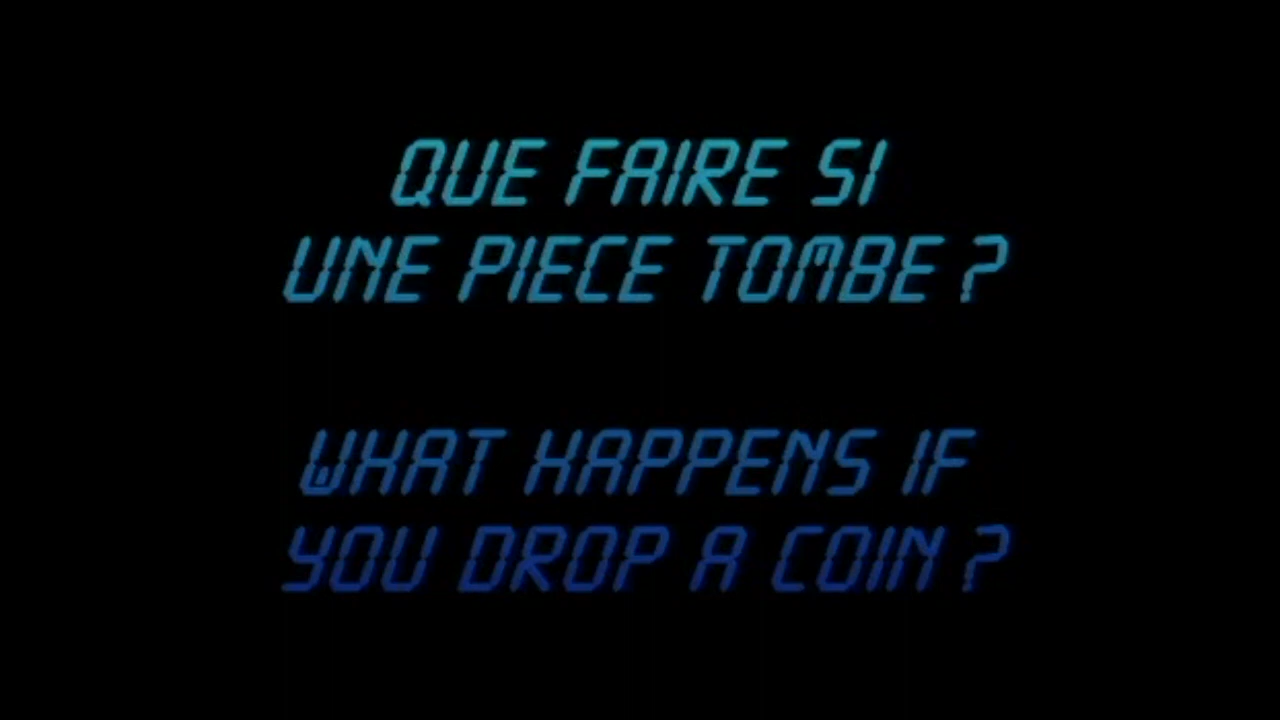 QUE FAIRE SI
UNE PIECE TOMBE ?
WHAT HAPPENS IF
YOU DROP A COIN ?